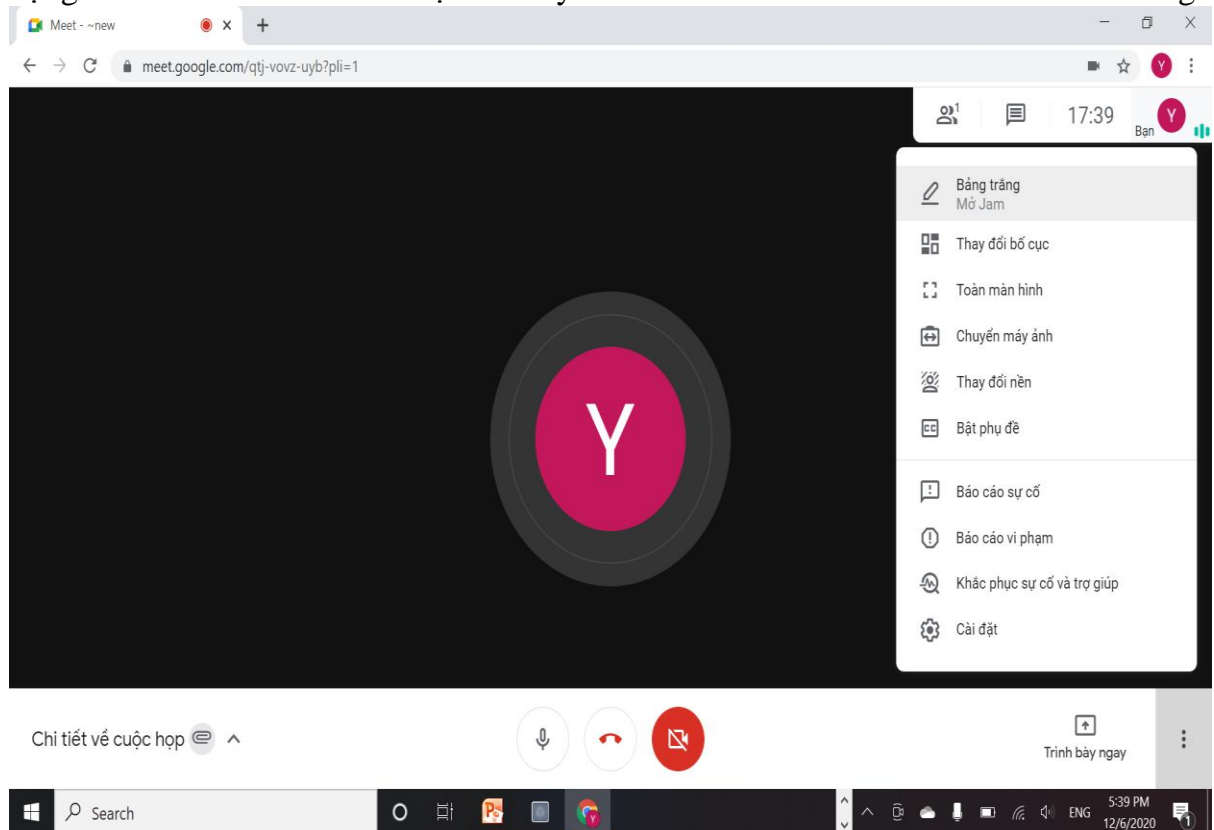 Meet - ~new
meet.google.com/qtj-vovz-uyb?pli=1
Y
1
17:39
Bạn
Y
Bảng trắng
Mở Jam
Thay đổi bố cục
Toàn màn hình
Chuyển máy ảnh
Thay đổi nền
CC
Bật phụ đề
Y
Báo cáo sự cố
Báo cáo vi phạm
Khắc phục sự cố và trợ giúp
Cài đặt
Chi tiết về cuộc họp
Trình bày ngay
Search
ENG
5:39 PM
12/6/2020
1